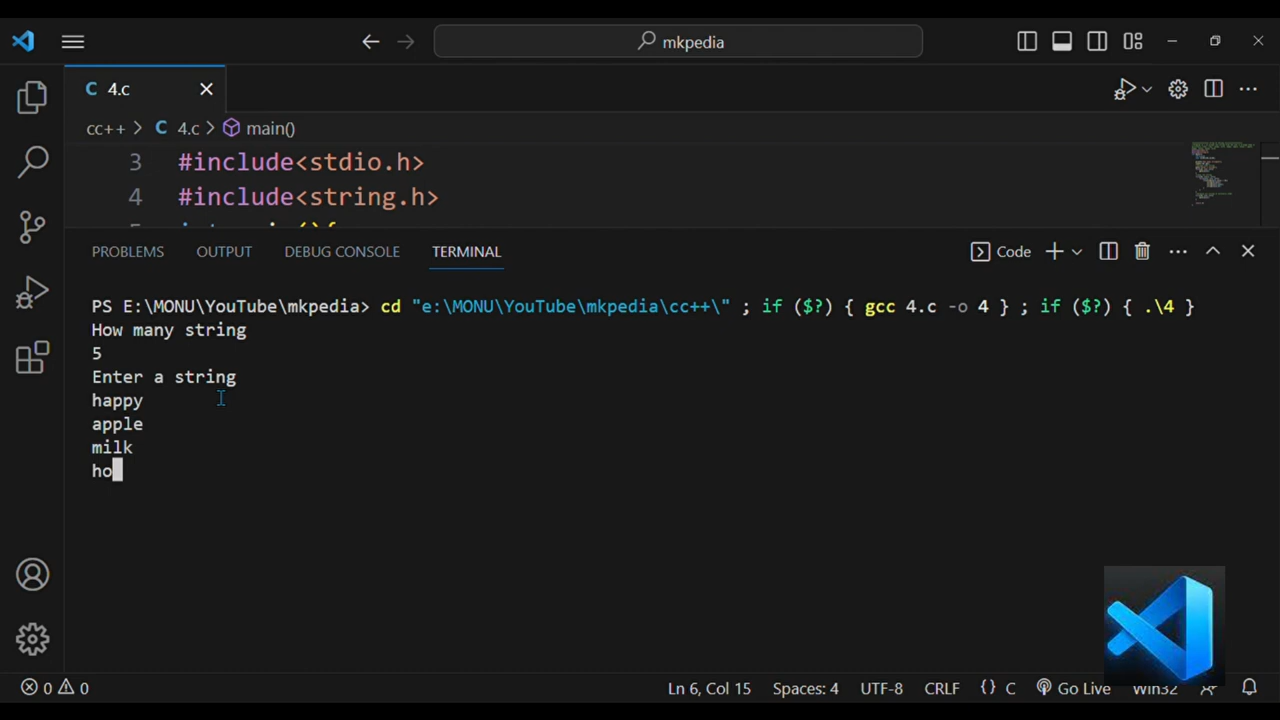 mkpedia
4.c
cc++ > 4.c > main()
3 #include<stdio.h>
4 #include<string.h>
PROBLEMS OUTPUT DEBUG CONSOLE TERMINAL Code
PS E:\MONU\YouTube\mkpedia> cd "e:\MONU\YouTube\mkpedia\cc++\" ; if ($?) { gcc 4.c -o 4 } ; if ($?) { .\4 }
How many string
5
Enter a string
happy
apple
milk
ho
0 0 Ln 6, Col 15 Spaces: 4 UTF-8 CRLF {} C Go Live Win32